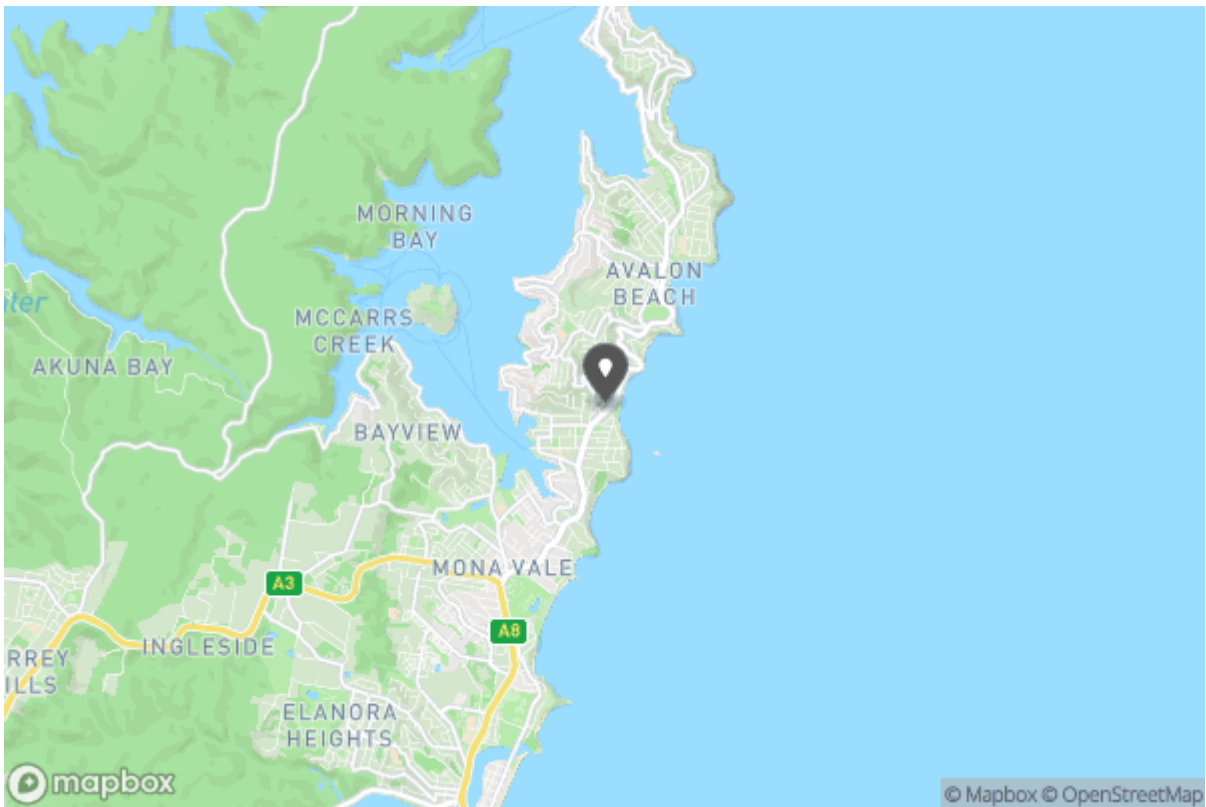 MORNING
BAY
AVALON
BEACH
ater
MCCARRS
CREEK
AKUNA BAY
BAYVIEW
MONA VALE
A3
A8
INGLESIDE
RREY
ILLS
ELANORA
HEIGHTS
mapbox
© Mapbox © OpenStreetMap